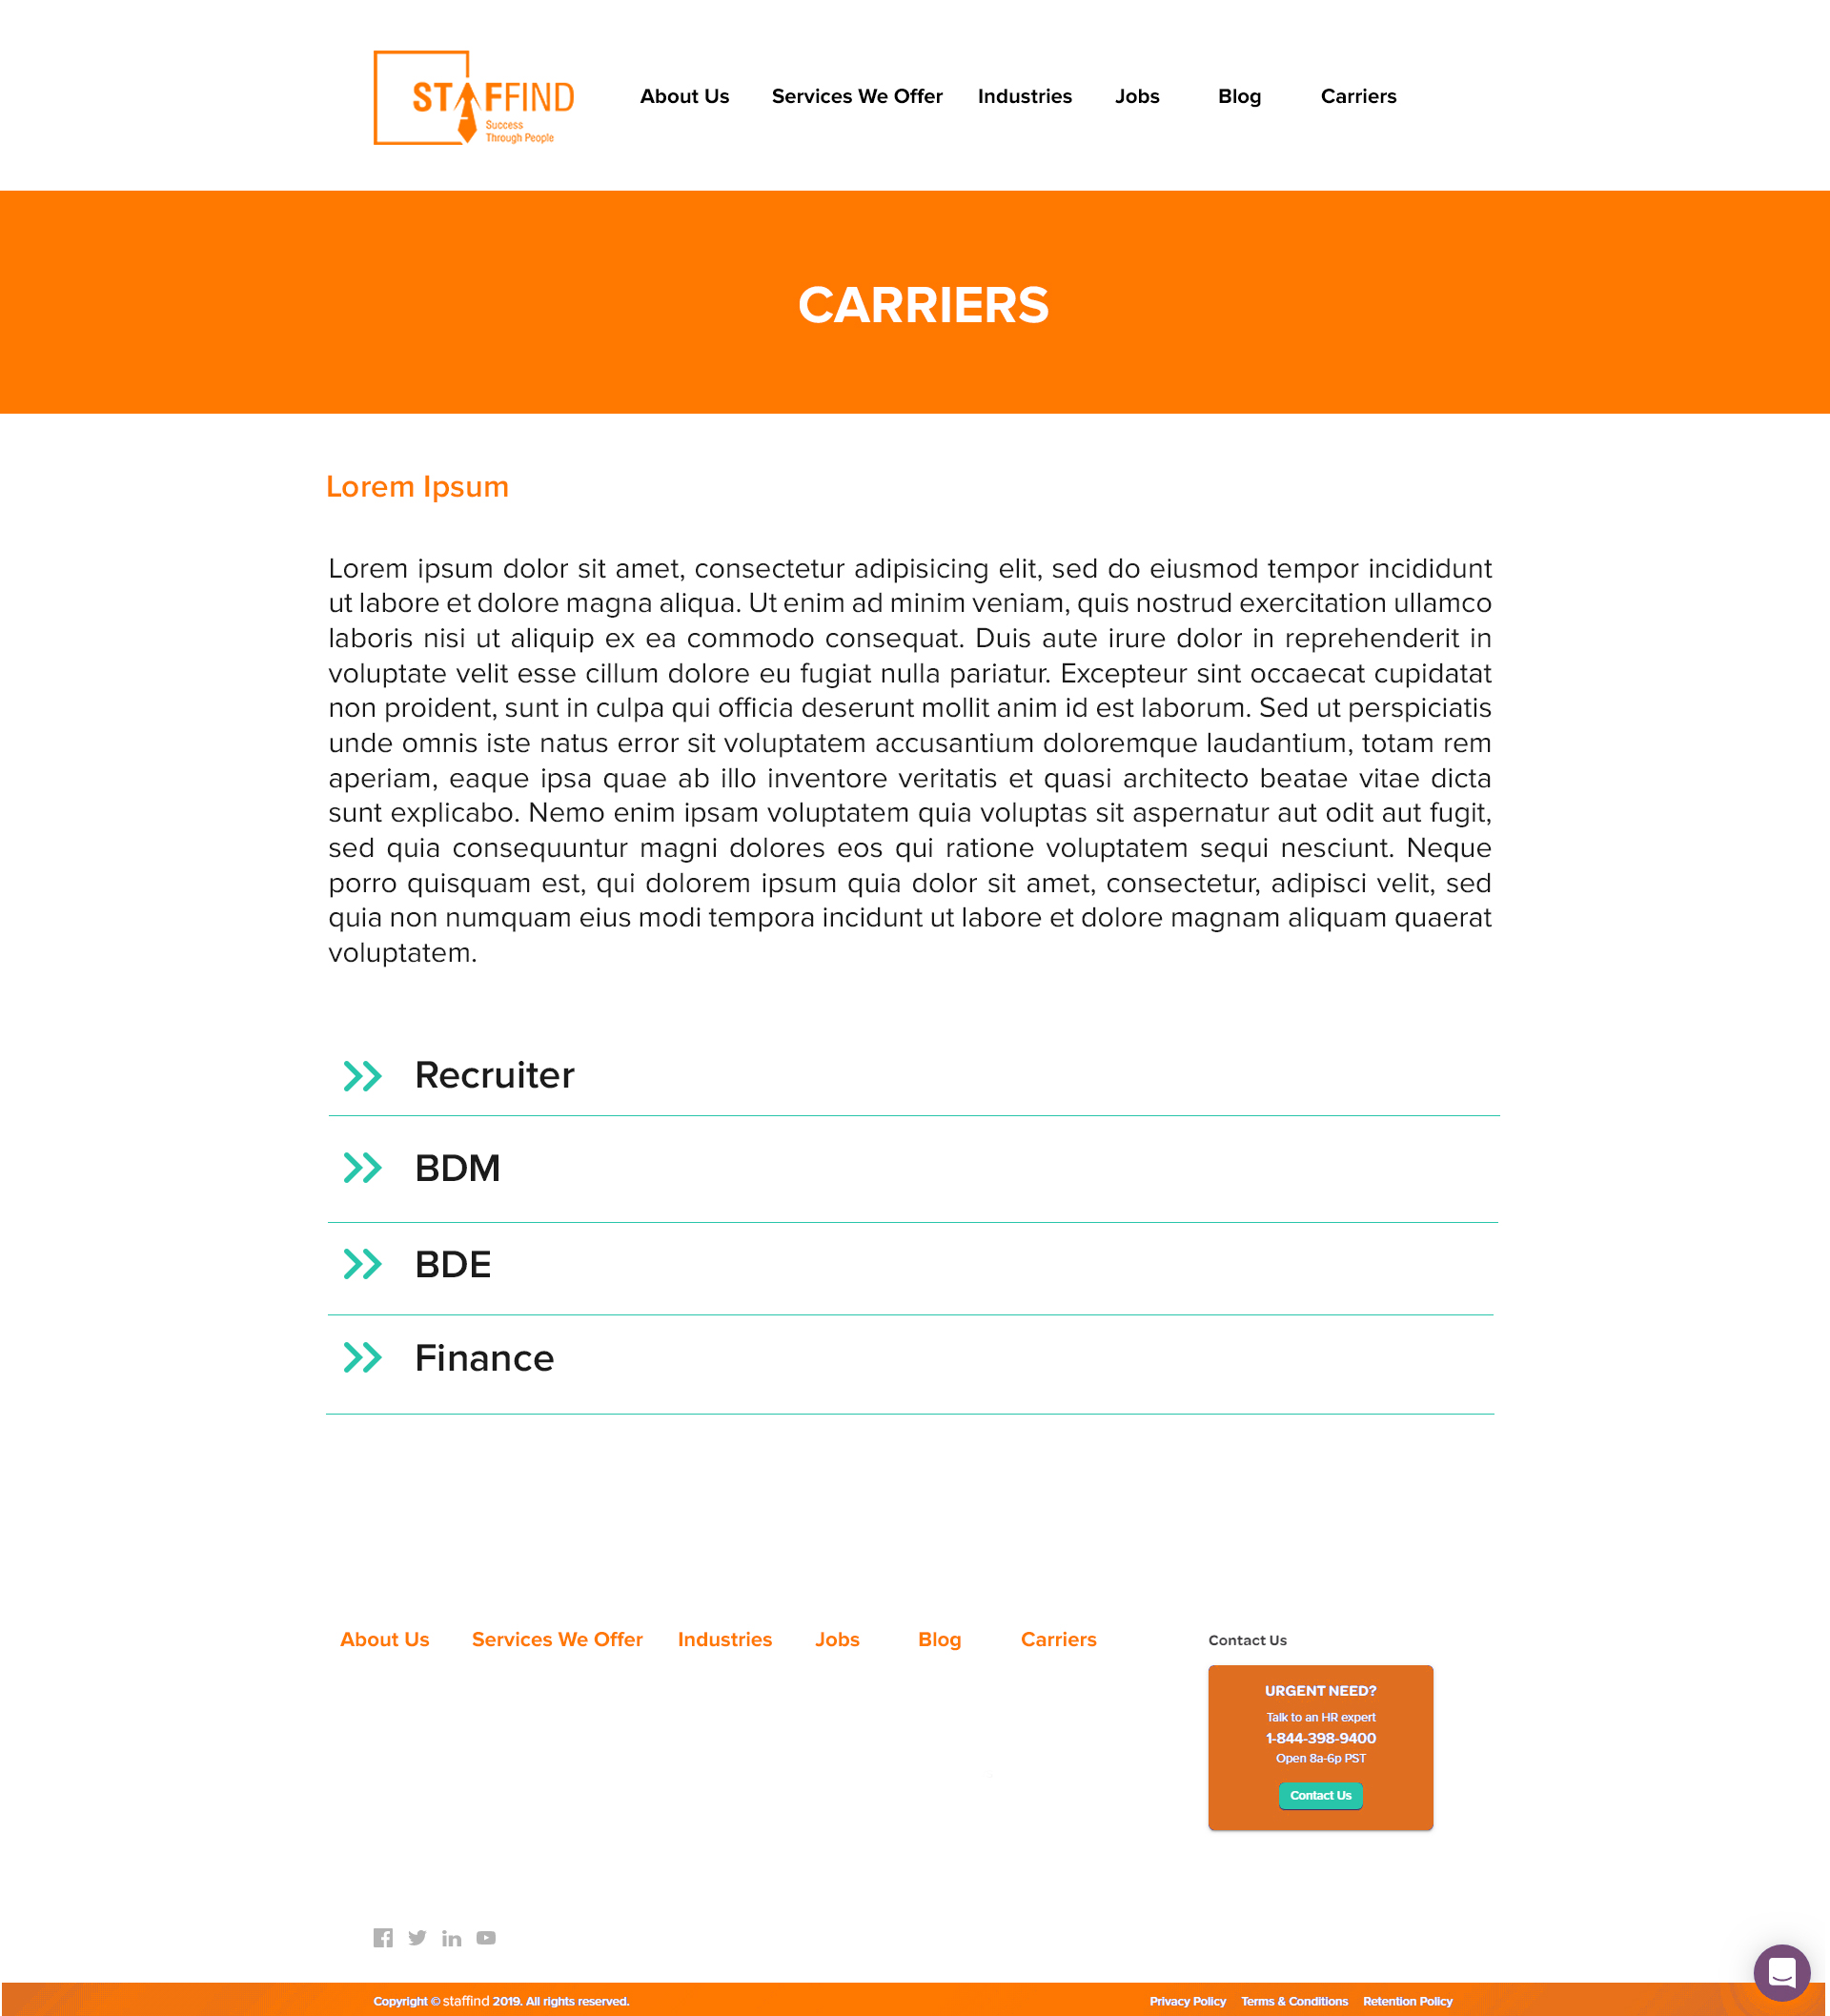 STAFFIND
Success
Through People
About Us Services We Offer Industries Jobs Blog Carriers
CARRIERS
Lorem Ipsum
Lorem ipsum dolor sit amet, consectetur adipisicing elit, sed do eiusmod tempor incididunt
ut labore et dolore magna aliqua. Ut enim ad minim veniam, quis nostrud exercitation ullamco
laboris nisi ut aliquip ex ea commodo consequat. Duis aute irure dolor in reprehenderit in
voluptate velit esse cillum dolore eu fugiat nulla pariatur. Excepteur sint occaecat cupidatat
non proident, sunt in culpa qui officia deserunt mollit anim id est laborum. Sed ut perspiciatis
unde omnis iste natus error sit voluptatem accusantium doloremque laudantium, totam rem
aperiam, eaque ipsa quae ab illo inventore veritatis et quasi architecto beatae vitae dicta
sunt explicabo. Nemo enim ipsam voluptatem quia voluptas sit aspernatur aut odit aut fugit,
sed quia consequuntur magni dolores eos qui ratione voluptatem sequi nesciunt. Neque
porro quisquam est, qui dolorem ipsum quia dolor sit amet, consectetur, adipisci velit, sed
quia non numquam eius modi tempora incidunt ut labore et dolore magnam aliquam quaerat
voluptatem.
Recruiter
BDM
BDE
Finance
About Us Services We Offer Industries Jobs Blog Carriers
Contact Us
URGENT NEED?
Talk to an HR expert
1-844-398-9400
Open 8a-6p PST
Contact Us
Copyright © staffind 2019. All rights reserved.
Privacy Policy Terms & Conditions Retention Policy